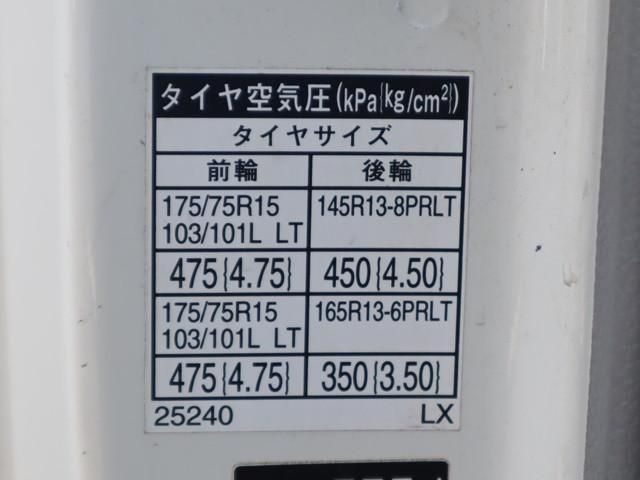 タイヤ空気圧(kPa{kg/cm²})
タイヤサイズ
前輪 後輪
175/75R15 145R13-8PRLT
103/101L LT
475{4.75} 450{4.50}
175/75R15 165R13-6PRLT
103/101L LT
475{4.75} 350{3.50}
25240 LX